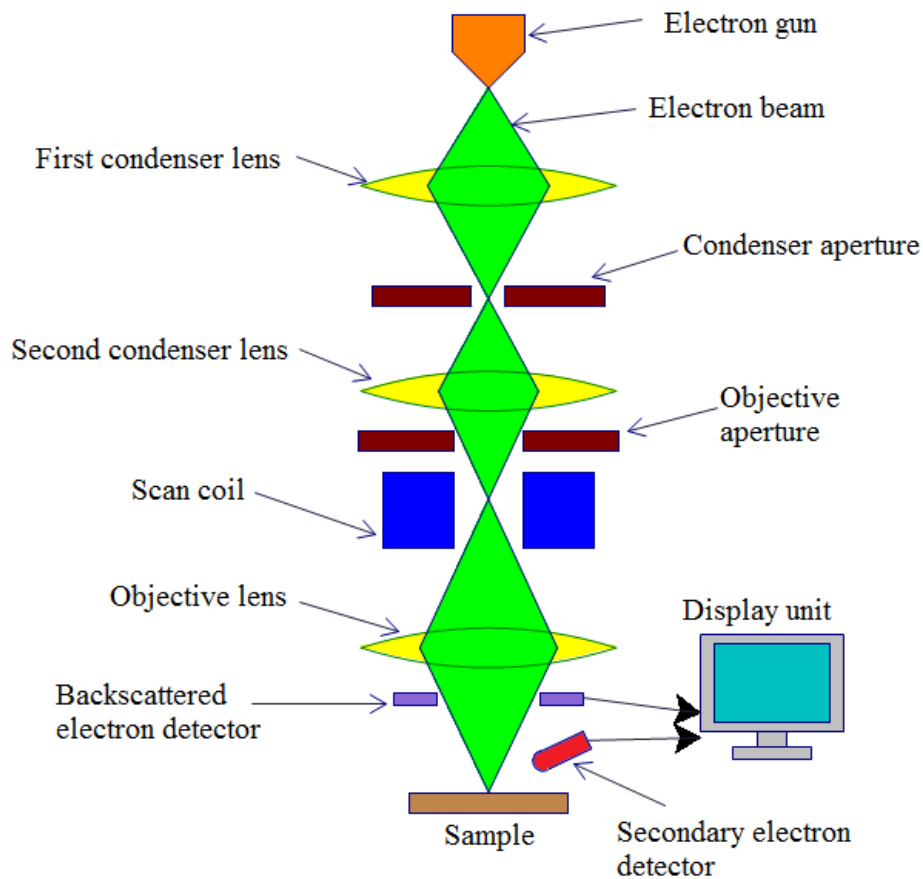 Electron gun
Electron beam
First condenser lens
Condenser aperture
Second condenser lens
Objective
aperture
Scan coil
Objective lens
Display unit
Backscattered
electron detector
Sample
Secondary electron
detector